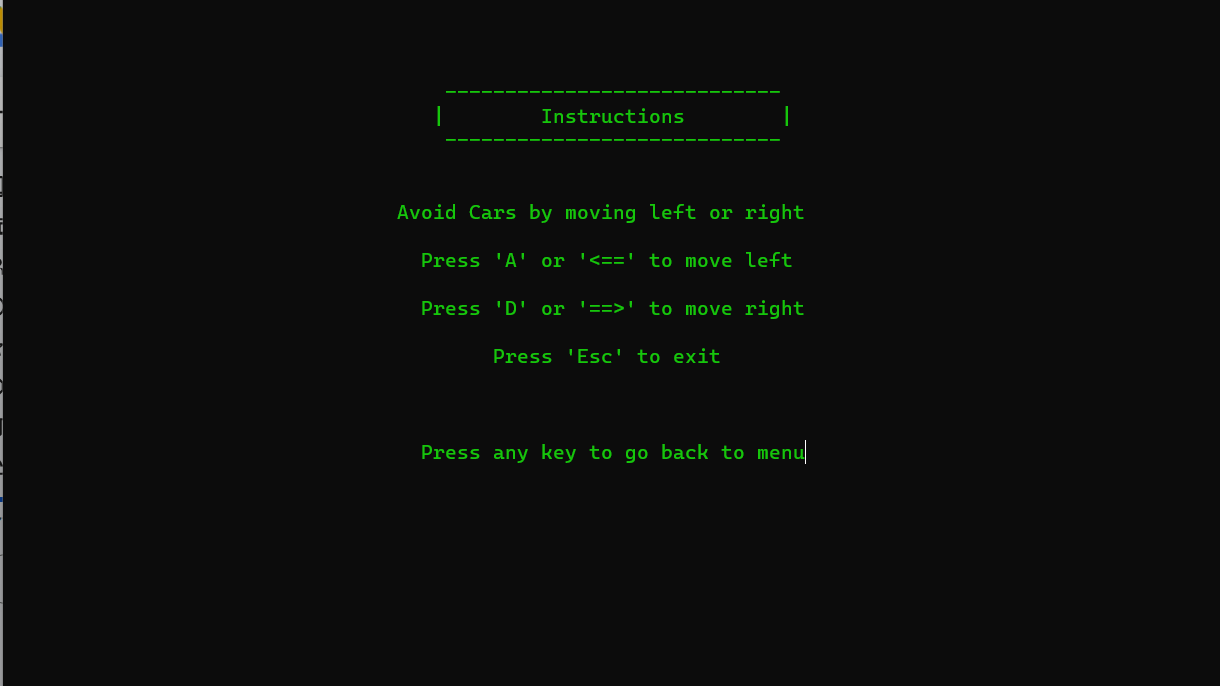 ----------------------------
| Instructions |
----------------------------
Avoid Cars by moving left or right
Press 'A' or '<==' to move left
Press 'D' or '==>' to move right
Press 'Esc' to exit
Press any key to go back to menu